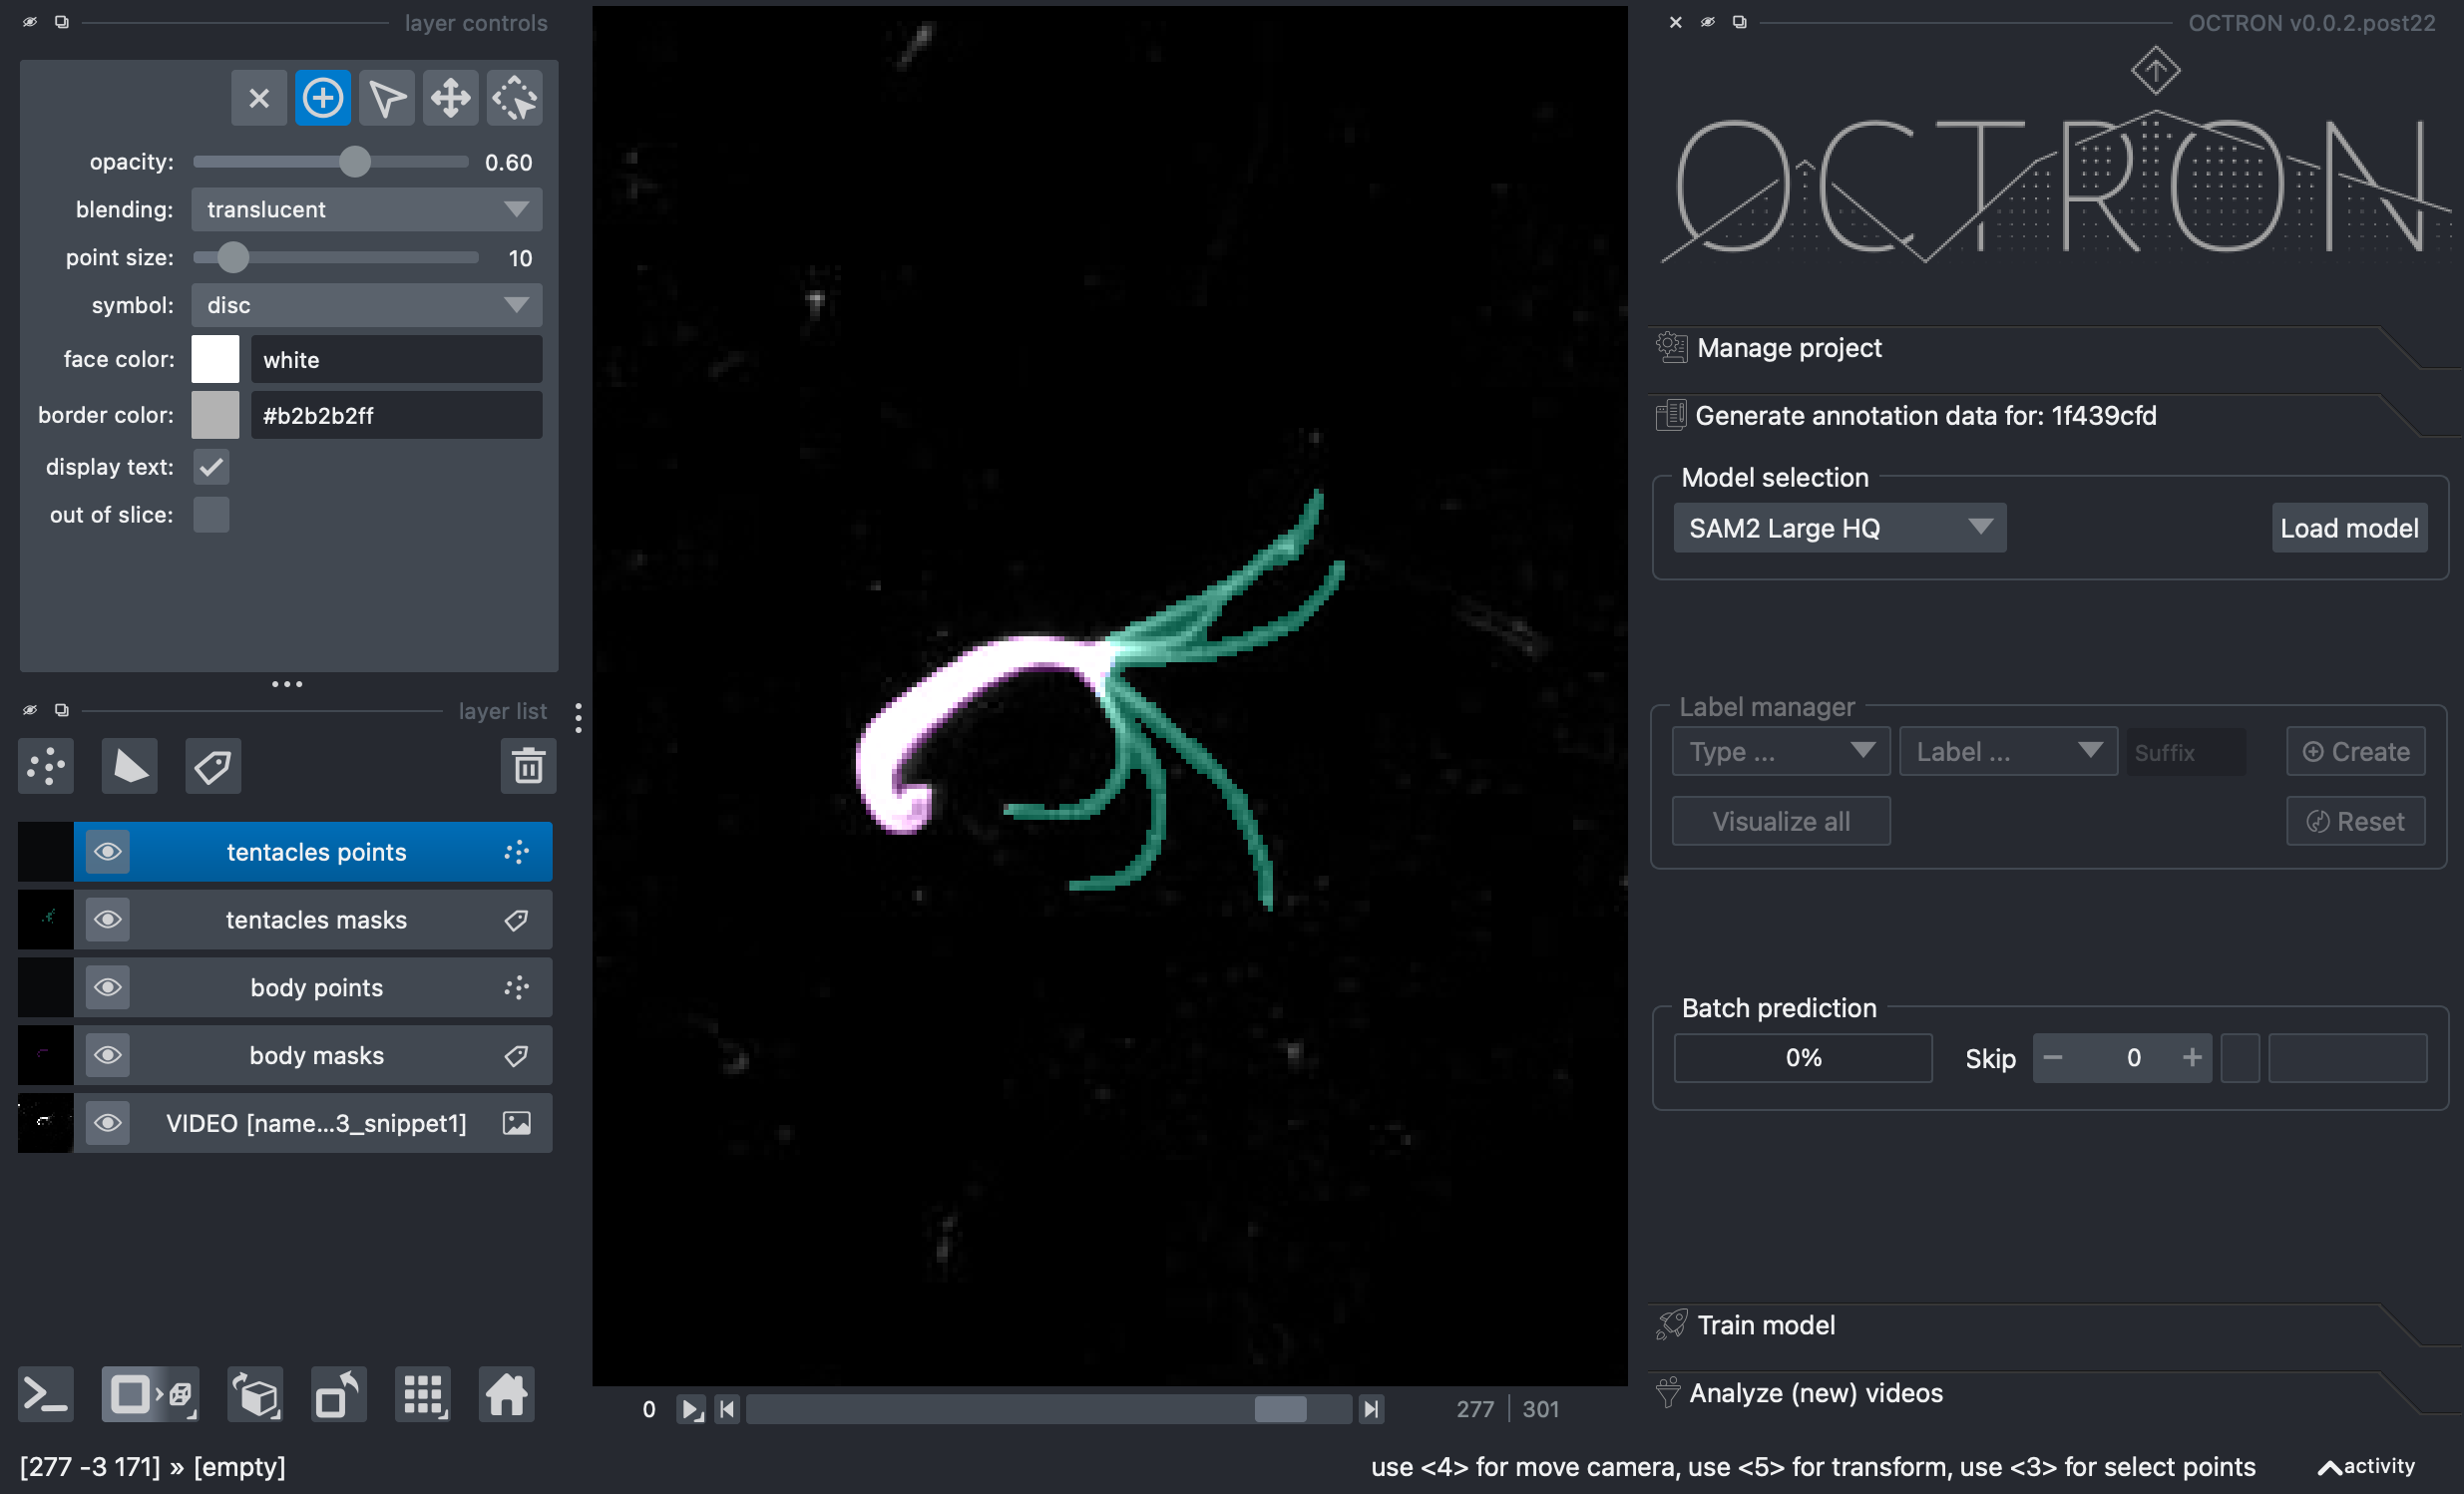 layer controls
opacity: 0.60
blending: translucent
point size: 10
symbol: disc
face color: white
border color: #b2b2b2ff
display text:
out of slice:
layer list
tentacles points
tentacles masks
body points
body masks
VIDEO [name...3_snippet1]
[277 -3 171] » [empty]
0
277 | 301
use <4> for move camera, use <5> for transform, use <3> for select points
activity
OCTRON v0.0.2.post22
OCTRON
Manage project
Generate annotation data for: 1f439cfd
Model selection
SAM2 Large HQ Load model
Label manager
Type ... Label ... Suffix Create
Visualize all Reset
Batch prediction
0% Skip 0
Train model
Analyze (new) videos